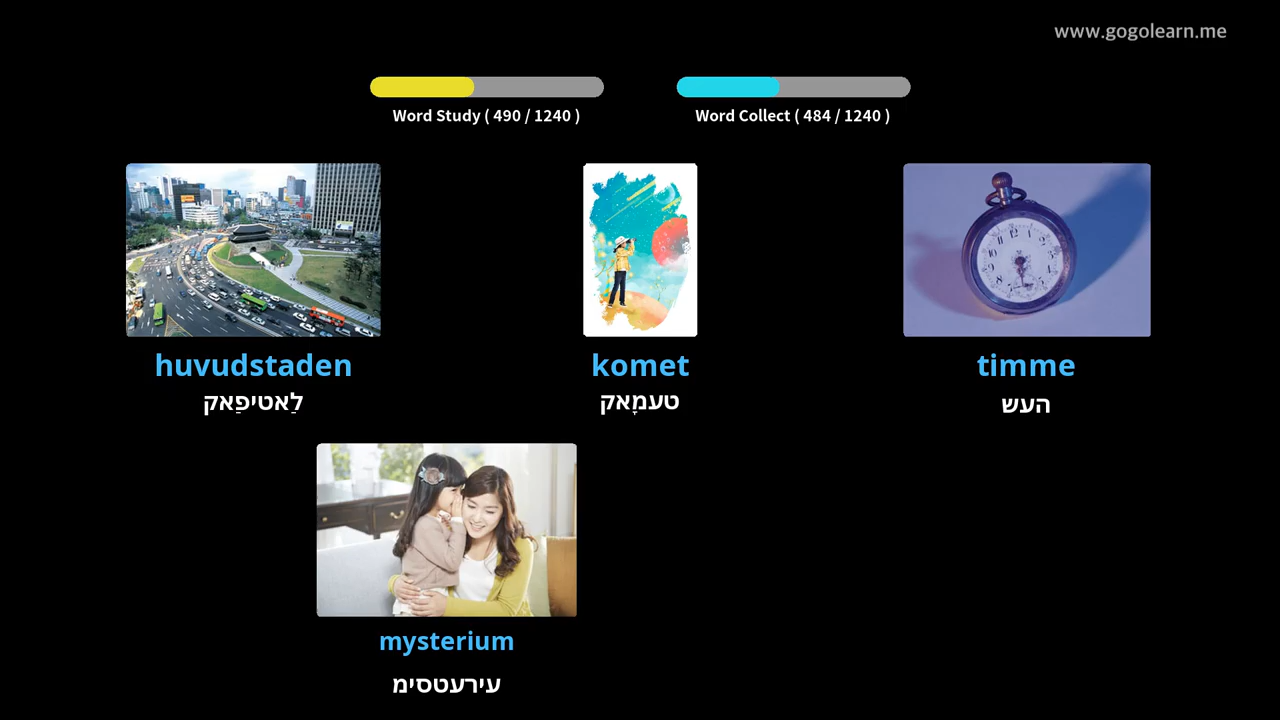 www.gogolearn.me
Word Study ( 490 / 1240 )
Word Collect ( 484 / 1240 )
huvudstaden
לַאטיפַאק
komet
טעמָאק
timme
העש
mysterium
עירעטסימ